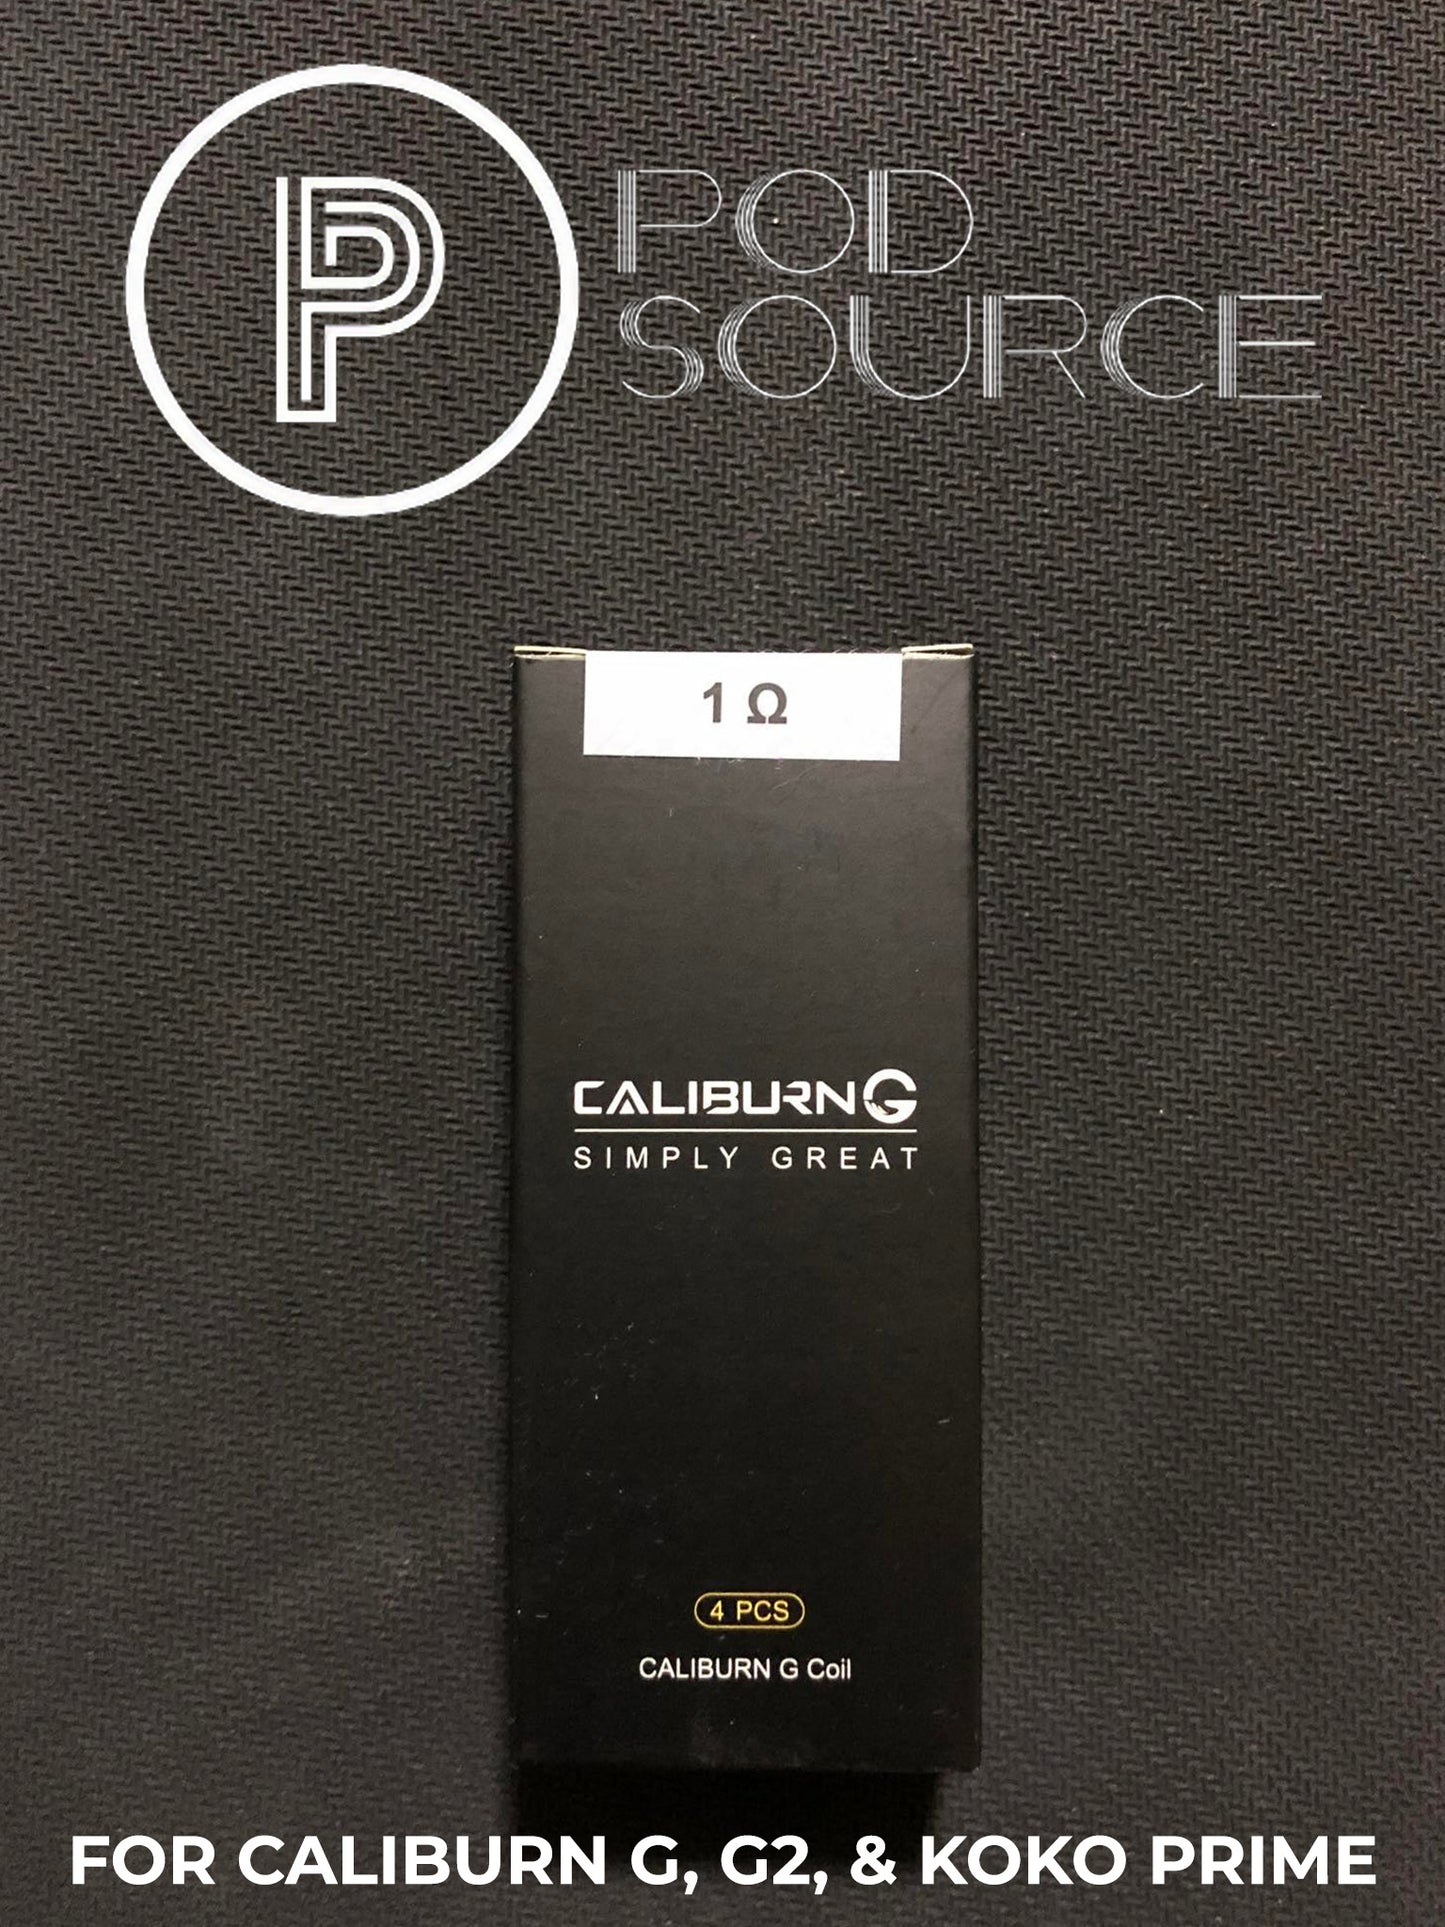 P
POD
SOURCE
1 Ω
CALIBURN G
SIMPLY GREAT
4 PCS
CALIBURN G Coil
FOR CALIBURN G, G2, & KOKO PRIME